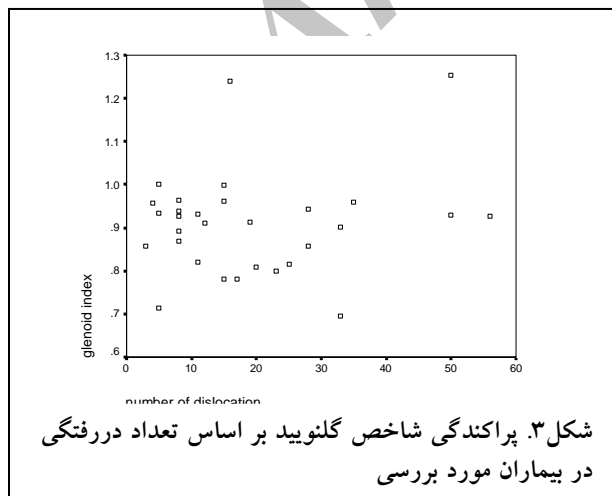 1.3
1.2
1.1
1.0
.9
.8
.7
.6
glenoid index
0 10 20 30 40 50 60
number of dislocation
شکل۳. پراکندگی شاخص گلنویید بر اساس تعداد دررفتگی
در بیماران مورد بررسی